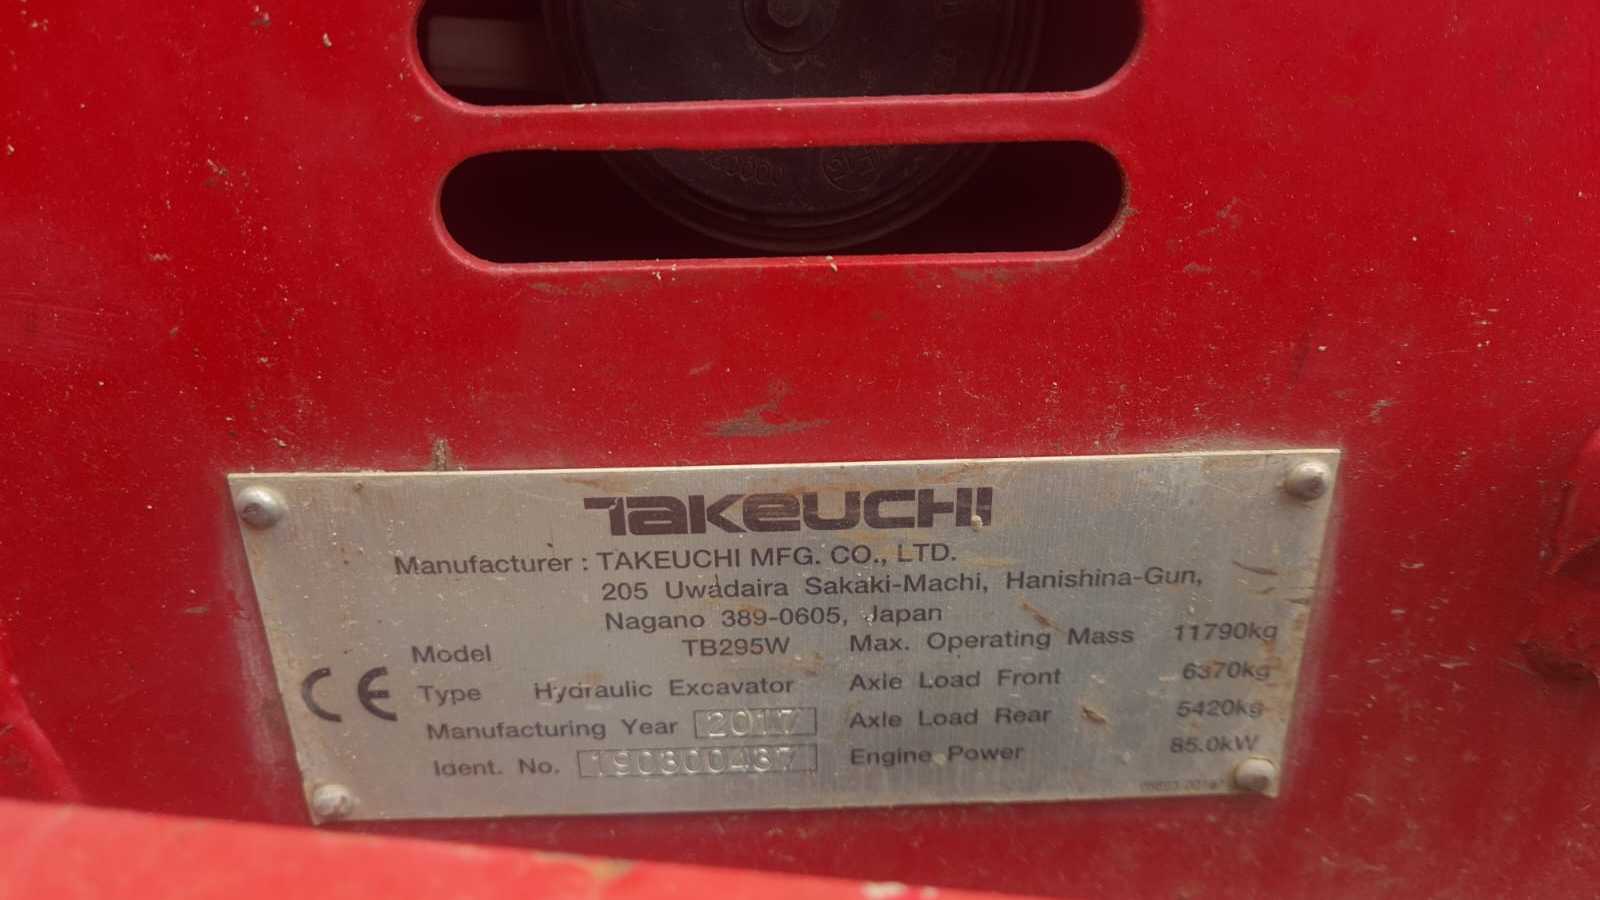 TAKEUCHI
Manufacturer : TAKEUCHI MFG. CO., LTD.
205 Uwadaira Sakaki-Machi, Hanishina-Gun,
Nagano 389-0605, Japan
Model TB295W
Max. Operating Mass 11790kg
CE
Type Hydraulic Excavator
Axle Load Front 6370kg
Manufacturing Year 2017
Axle Load Rear 5420kg
Ident. No. 190300437
Engine Power 85.0kW